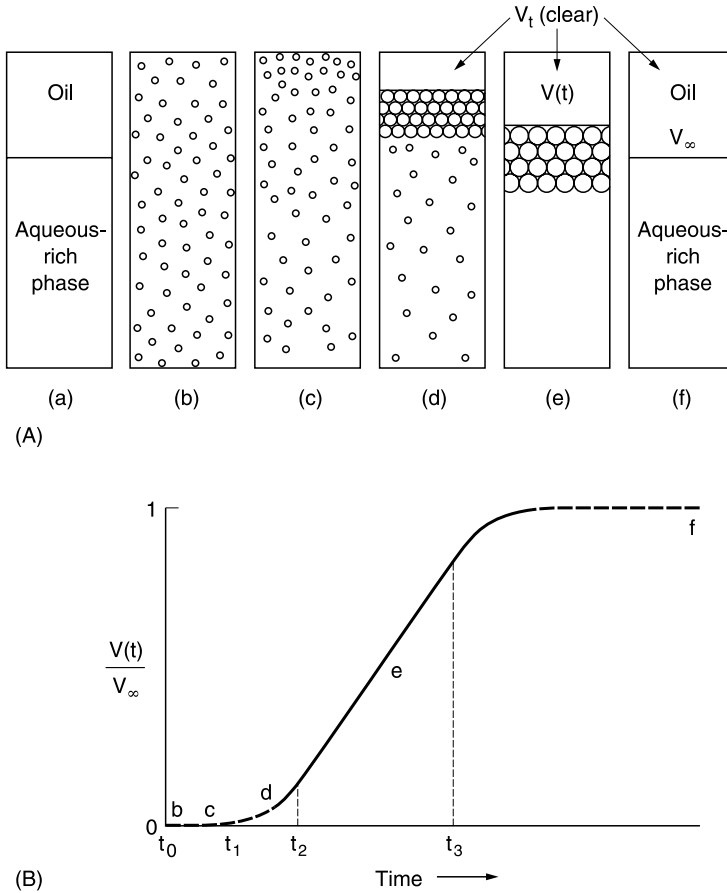 V_t (clear)
Oil
V(t)
Oil
V_∞
Aqueous-
rich
phase
Aqueous-
rich
phase
(a)
(b)
(c)
(d)
(e)
(f)
(A)
1
f
V(t)
V_∞
e
b
c
d
0
t_0
t_1
t_2
t_3
(B)
Time